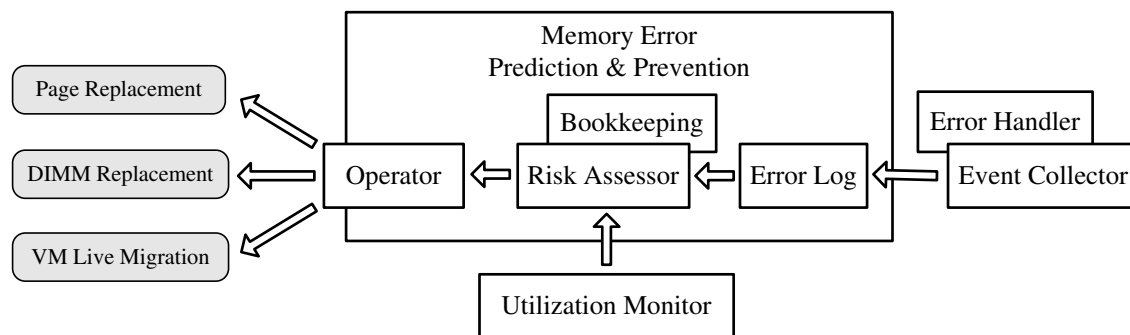 Memory Error
Prediction & Prevention
Page Replacement
Bookkeeping
Error Handler
DIMM Replacement
Operator
Risk Assessor
Error Log
Event Collector
VM Live Migration
Utilization Monitor